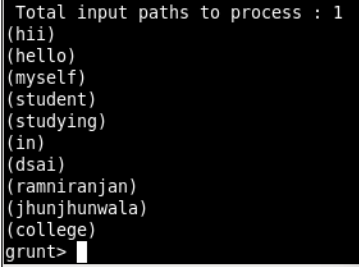 Total input paths to process : 1
(hii)
(hello)
(myself)
(student)
(studying)
(in)
(dsai)
(ramniranjan)
(jhunjhunwala)
(college)
grunt>